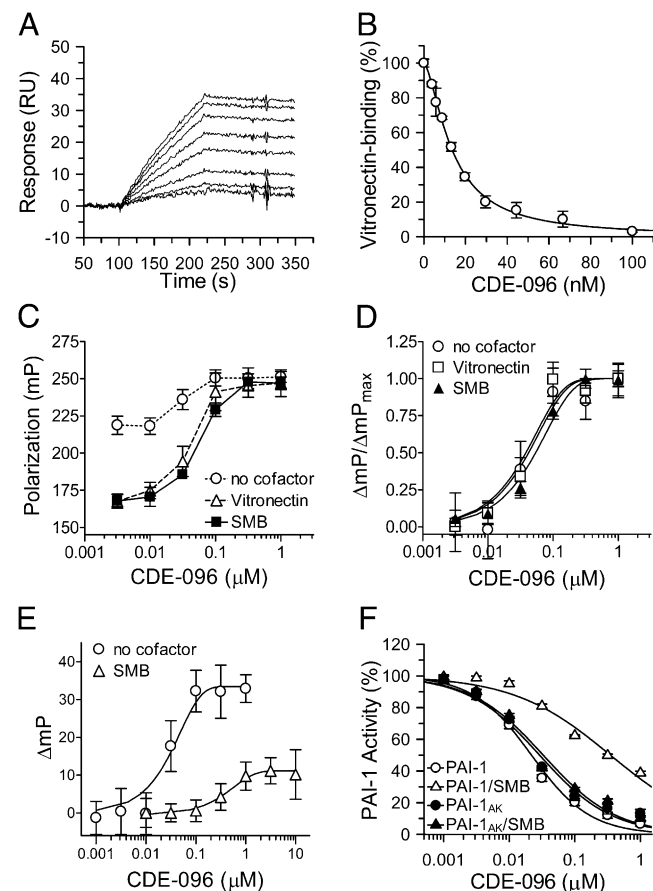 A
50
40
30
20
10
0
-10
Response (RU)
50 100 150 200 250 300 350
Time (s)
B
100
80
60
40
20
0
Vitronectin-binding (%)
0 20 40 60 80 100
CDE-096 (nM)
C
275
250
225
200
175
150
Polarization (mP)
no cofactor
Vitronectin
SMB
0.001 0.01 0.1 1
CDE-096 (μM)
D
1.25
1.00
0.75
0.50
0.25
0.00
ΔmP/ΔmPmax
no cofactor
Vitronectin
SMB
0.001 0.01 0.1 1
CDE-096 (μM)
E
40
30
20
10
0
ΔmP
no cofactor
SMB
0.001 0.01 0.1 1 10
CDE-096 (μM)
F
120
100
80
60
40
20
0
PAI-1 Activity (%)
PAI-1
PAI-1/SMB
PAI-1AK
PAI-1AK/SMB
0.001 0.01 0.1 1
CDE-096 (μM)